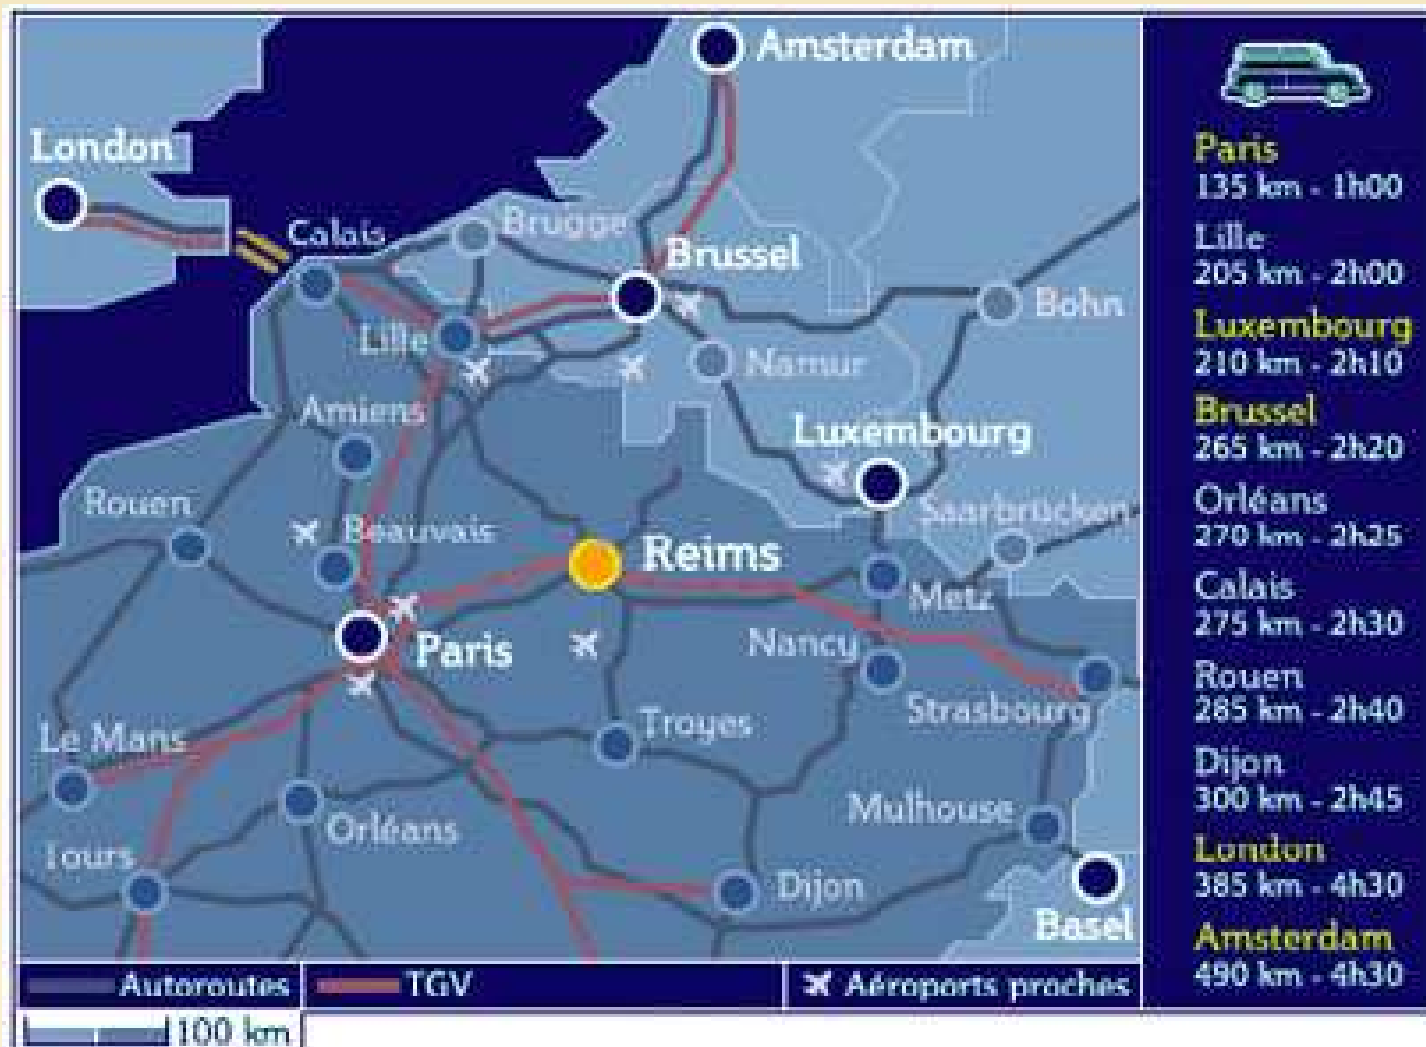 Amsterdam
London
Calais
Brugge
Brussel
Bohn
Lille
Namur
Amiens
Luxembourg
Rouen
Saarbrücken
Beauvais
Reims
Metz
Paris
Nancy
Strasbourg
Troyes
Le Mans
Mulhouse
Orléans
Tours
Dijon
Basel
Autoroutes
TGV
Aéroports proches
100 km
Paris
135 km - 1h00
Lille
205 km - 2h00
Luxembourg
210 km - 2h10
Brussel
265 km - 2h20
Orléans
270 km - 2h25
Calais
275 km - 2h30
Rouen
285 km - 2h40
Dijon
300 km - 2h45
London
385 km - 4h30
Amsterdam
490 km - 4h30